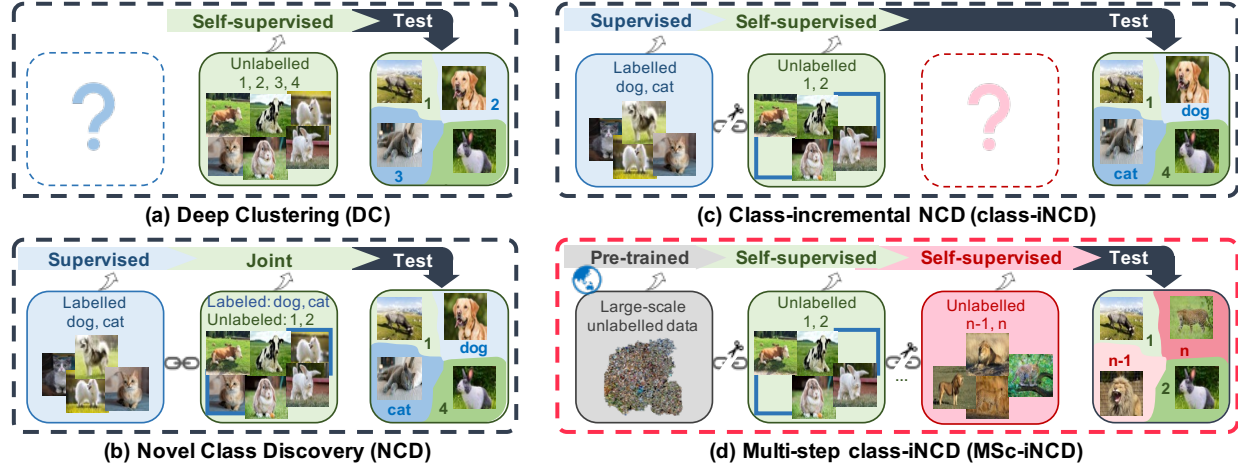 Self-supervised
Test
?
Unlabelled
1, 2, 3, 4
1
2
3
4
(a) Deep Clustering (DC)
Supervised
Self-supervised
Test
Labelled
dog, cat
Unlabelled
1, 2
?
1
dog
cat
4
(c) Class-incremental NCD (class-iNCD)
Supervised
Joint
Test
Labelled
dog, cat
Labeled: dog, cat
Unlabeled: 1, 2
1
dog
cat
4
(b) Novel Class Discovery (NCD)
Pre-trained
Self-supervised
Self-supervised
Test
Large-scale
unlabelled data
Unlabelled
1, 2
...
Unlabelled
n-1, n
1
n
n-1
2
(d) Multi-step class-iNCD (MSc-iNCD)